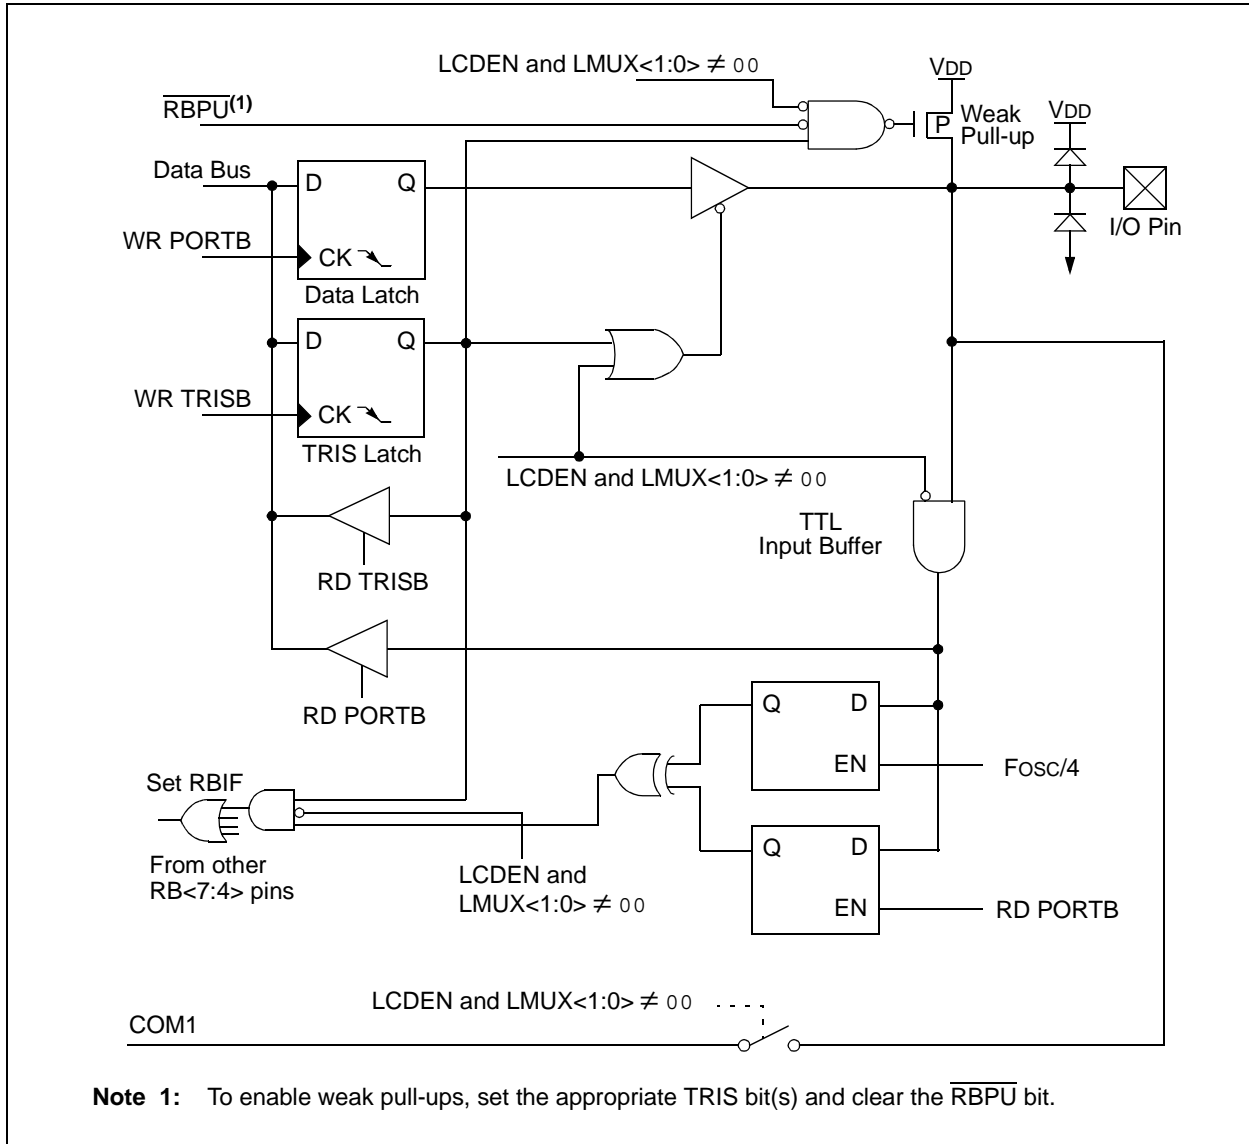 LCDEN and LMUX<1:0> ≠ 00
VDD
RBPU(1)
P
Weak
Pull-up
VDD
Data Bus
D
Q
I/O Pin
WR PORTB
CK
Data Latch
D
Q
WR TRISB
CK
TRIS Latch
LCDEN and LMUX<1:0> ≠ 00
TTL
Input Buffer
RD TRISB
RD PORTB
Q
D
EN
FOSC/4
Set RBIF
From other
RB<7:4> pins
LCDEN and
LMUX<1:0> ≠ 00
Q
D
EN
RD PORTB
LCDEN and LMUX<1:0> ≠ 00
COM1
Note 1: To enable weak pull-ups, set the appropriate TRIS bit(s) and clear the RBPU bit.